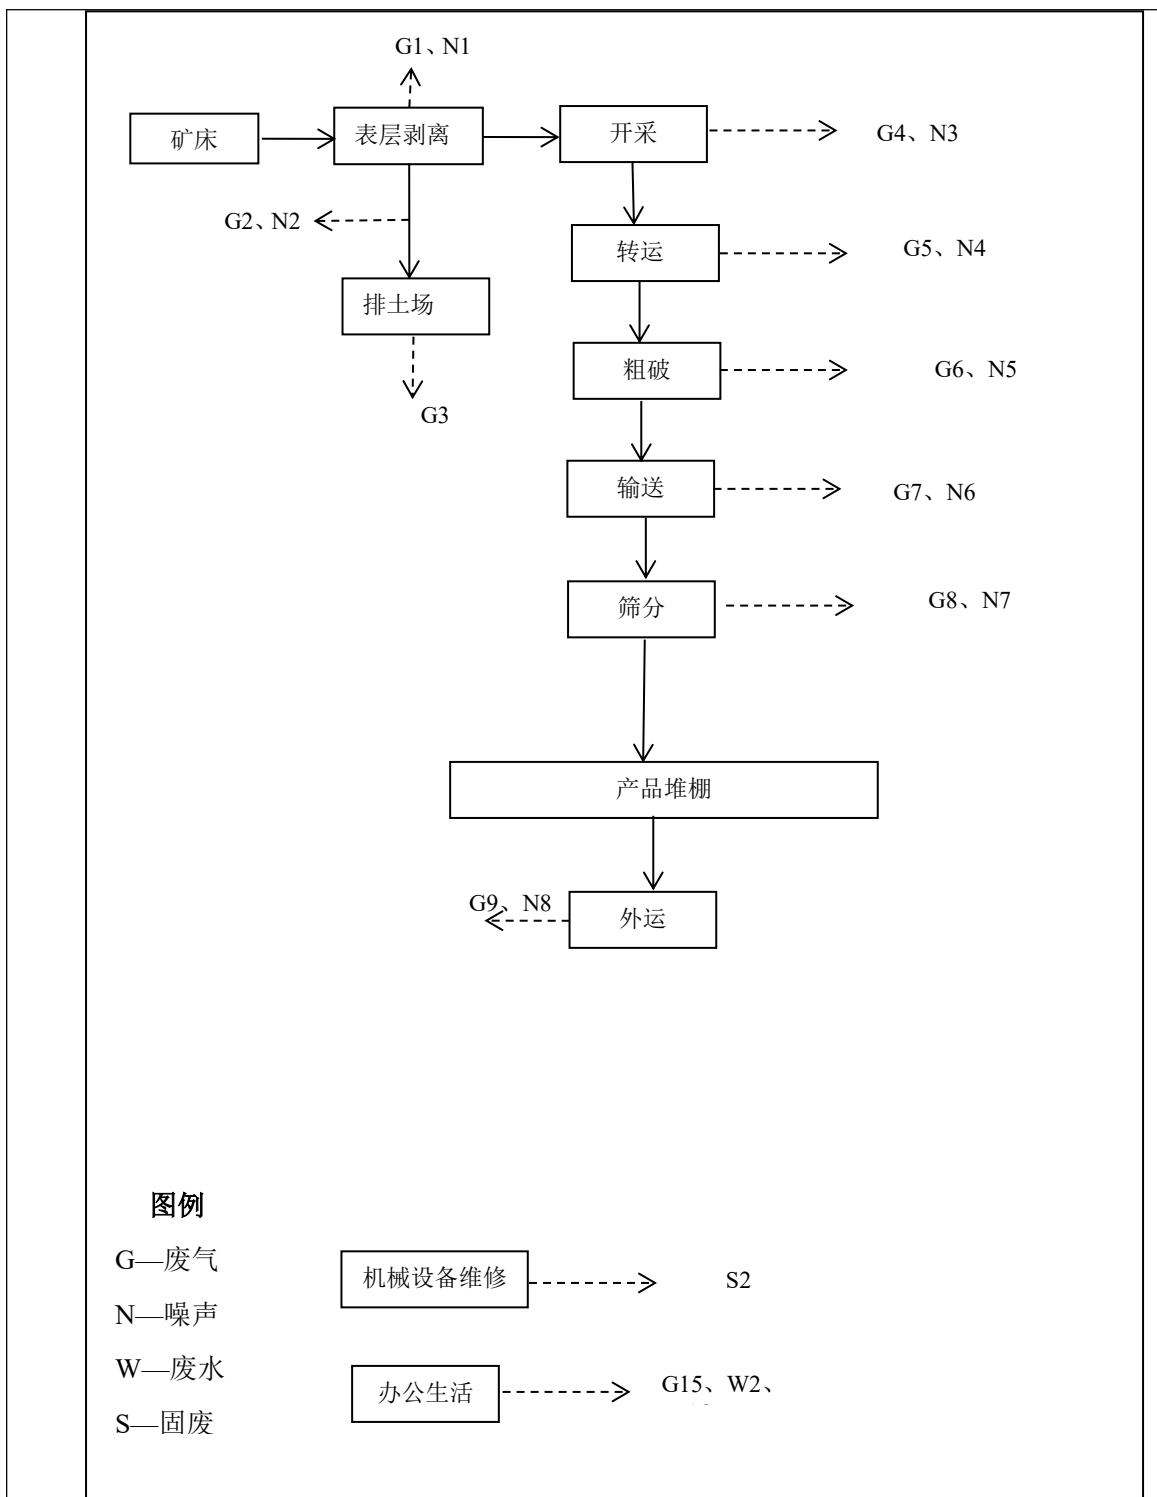 G1、N1
矿床
表层剥离
开采
G4、N3
G2、N2
转运
G5、N4
排土场
粗破
G6、N5
G3
输送
G7、N6
筛分
G8、N7
产品堆棚
G9、N8
外运
图例
G—废气
机械设备维修
S2
N—噪声
W—废水
办公生活
G15、W2、
S—固废